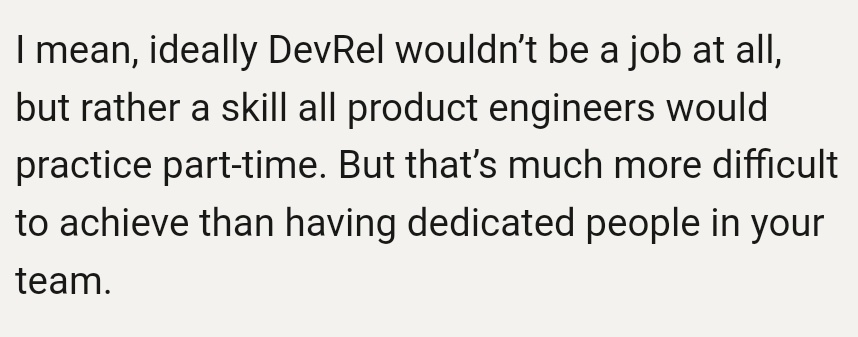 I mean, ideally DevRel wouldn’t be a job at all,
but rather a skill all product engineers would
practice part-time. But that’s much more difficult
to achieve than having dedicated people in your
team.